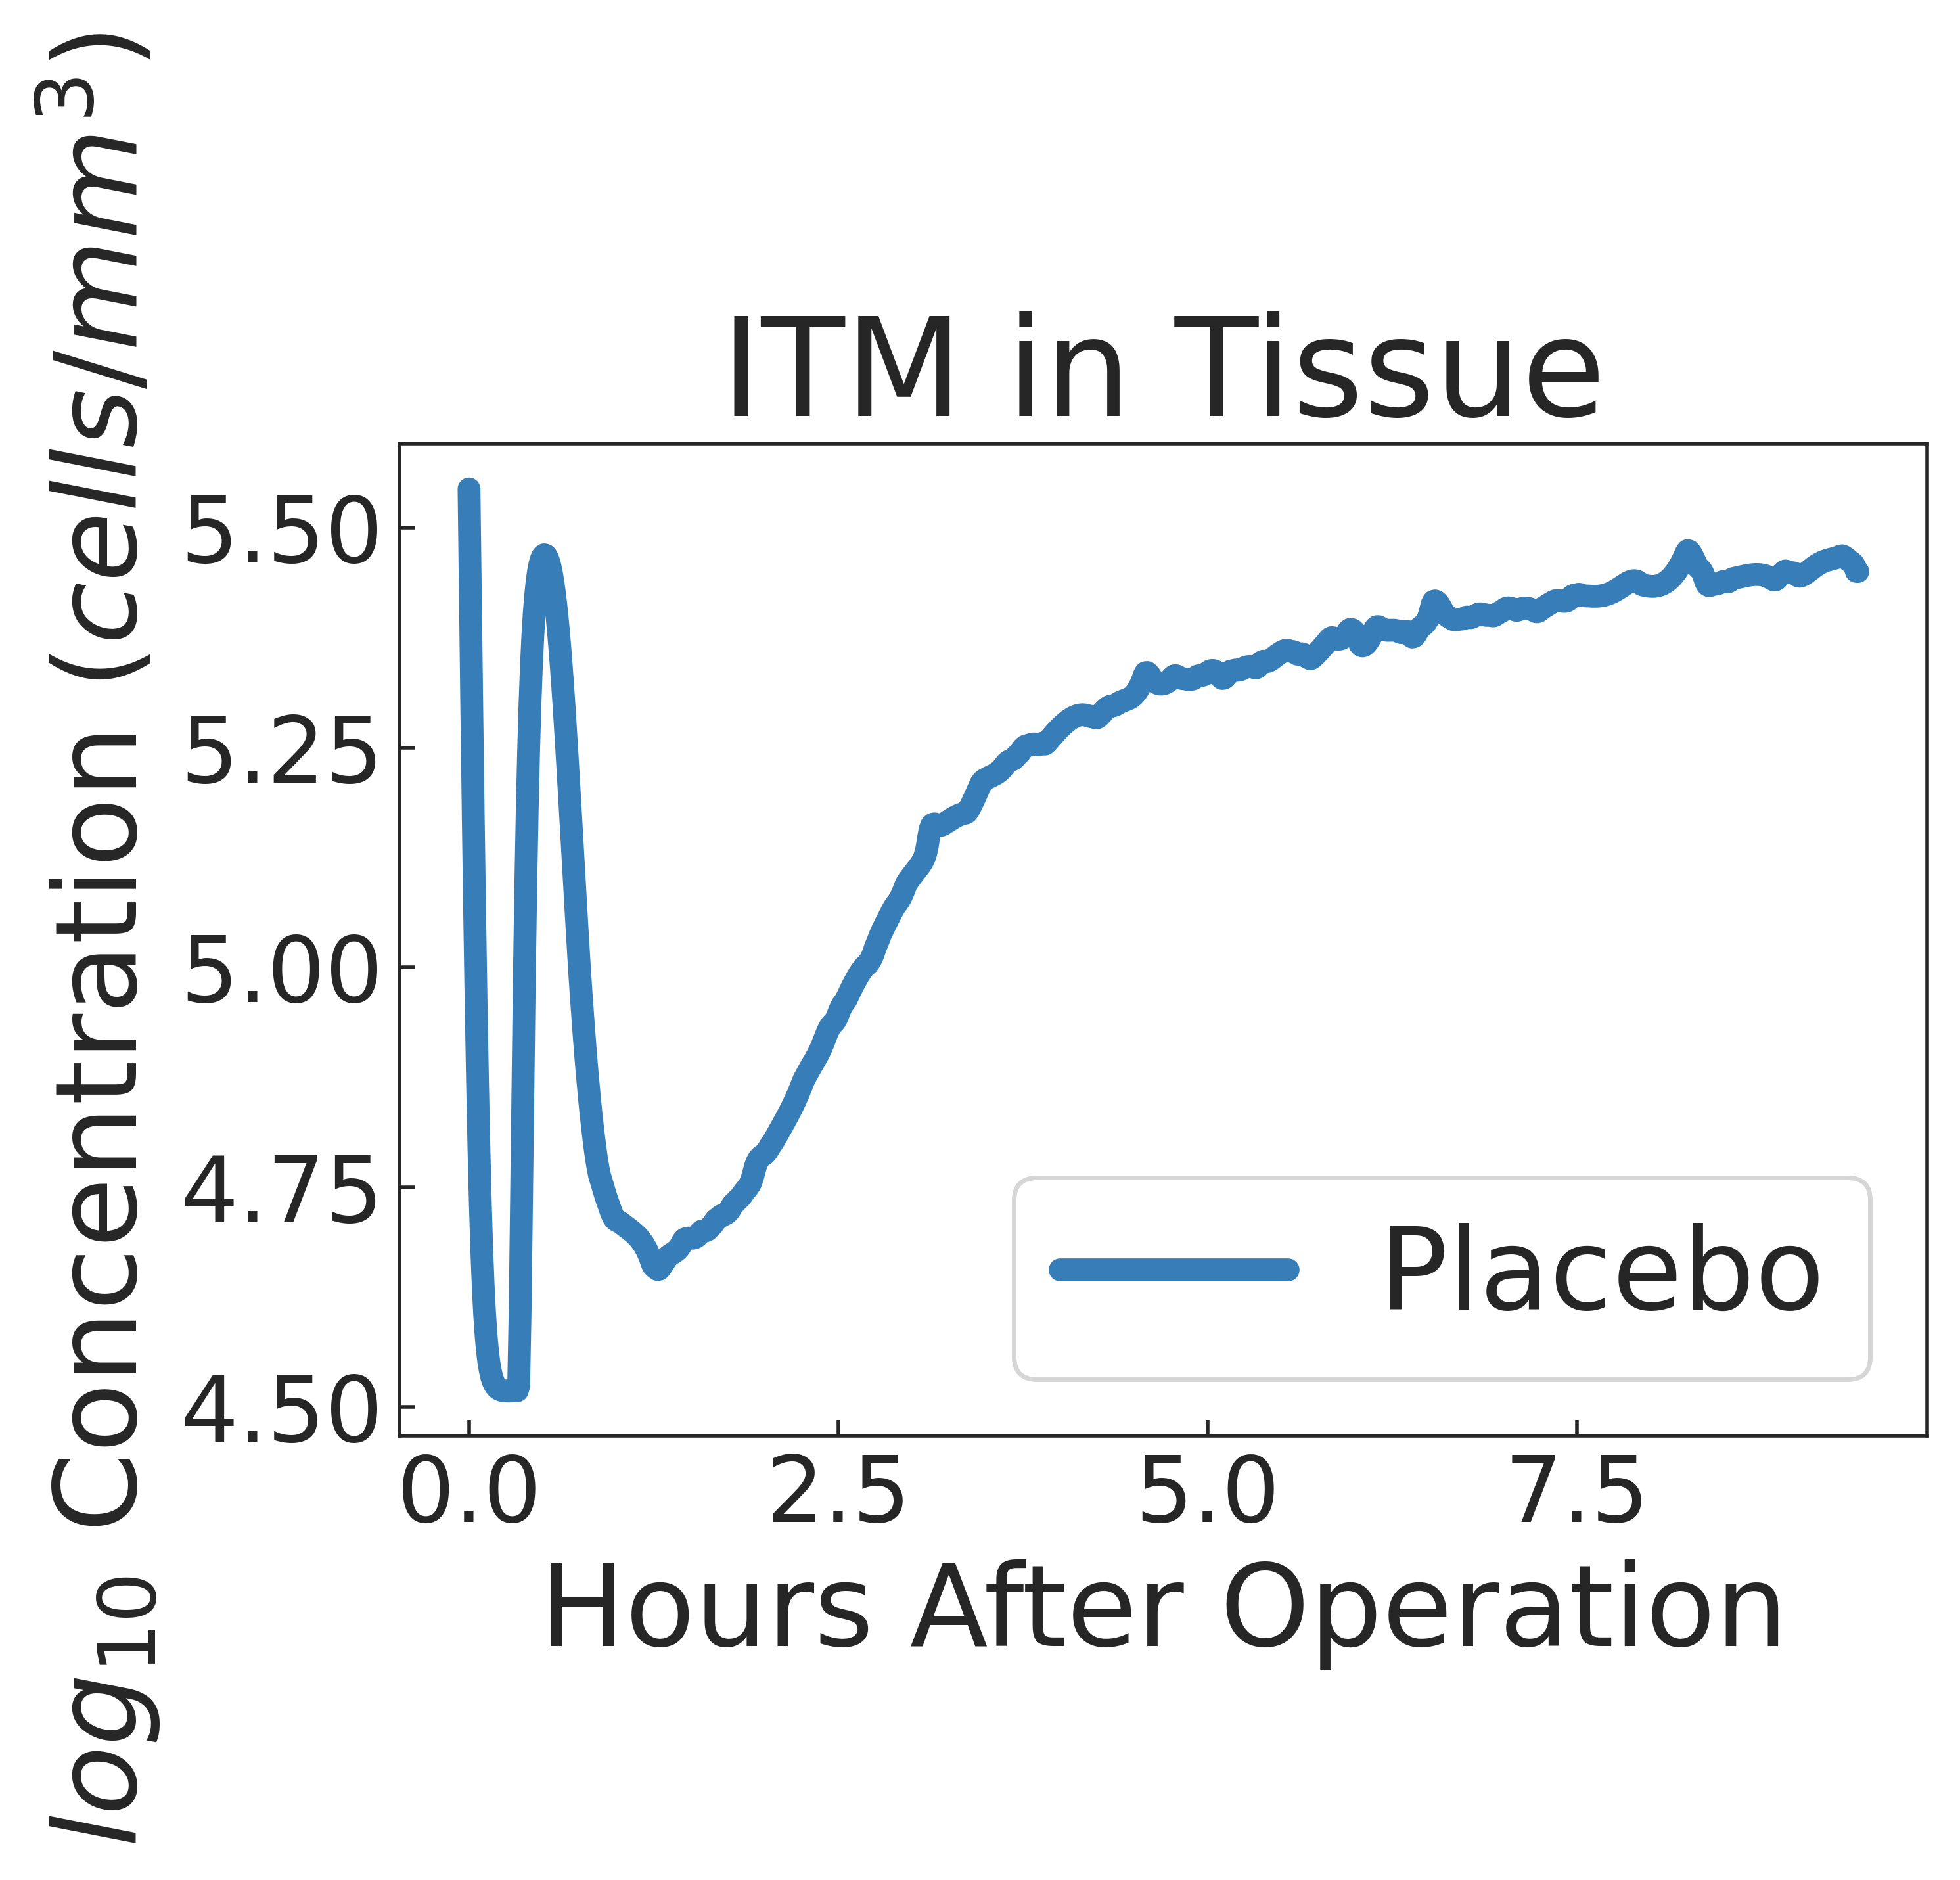 ITM in Tissue
log10 Concentration (cells/mm³)
5.50
5.25
5.00
4.75
4.50
Placebo
0.0 2.5 5.0 7.5
Hours After Operation